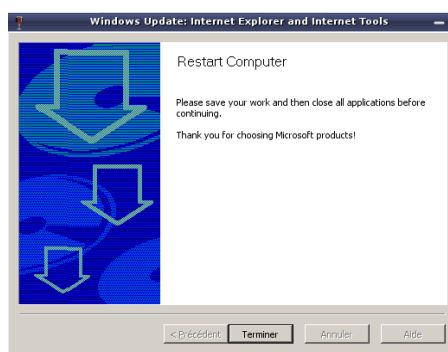 Windows Update: Internet Explorer and Internet Tools
Restart Computer
Please save your work and then close all applications before
continuing.
Thank you for choosing Microsoft products!
< Précédent Terminer Annuler Aide